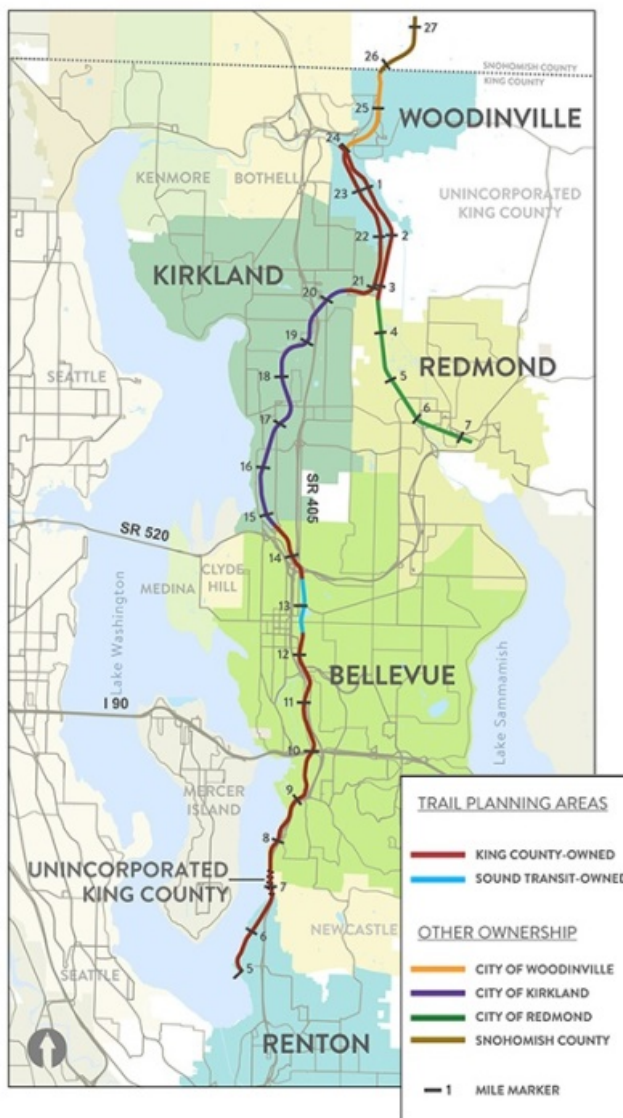 27
26
SNOHOMISH COUNTY
KING COUNTY
25
WOODINVILLE
24
KENMORE
BOTHELL
23
1
UNINCORPORATED
KING COUNTY
22
2
KIRKLAND
21
3
20
19
4
REDMOND
18
5
SEATTLE
6
7
17
16
SR 405
15
SR 520
14
CLYDE
HILL
MEDINA
13
Lake Washington
12
BELLEVUE
11
Lake Sammamish
I 90
10
MERCER
ISLAND
9
8
UNINCORPORATED
KING COUNTY
7
NEWCASTLE
6
5
SEATTLE
RENTON
TRAIL PLANNING AREAS
KING COUNTY-OWNED
SOUND TRANSIT-OWNED
OTHER OWNERSHIP
CITY OF WOODINVILLE
CITY OF KIRKLAND
CITY OF REDMOND
SNOHOMISH COUNTY
1 MILE MARKER